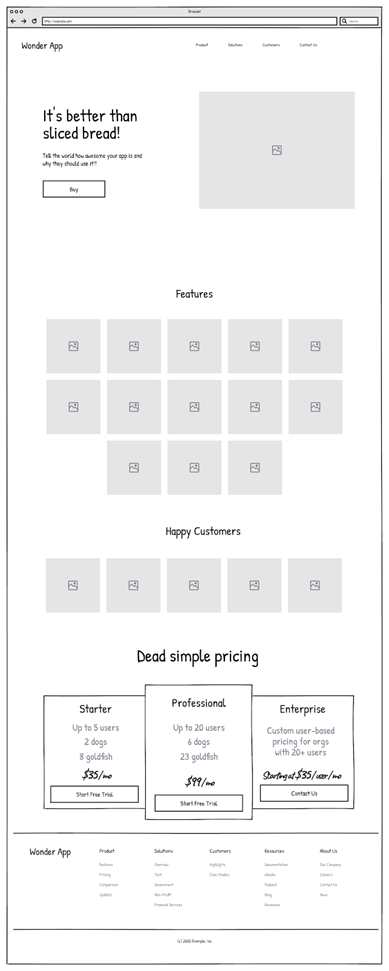 Browser
http://example.com
Search
Wonder App
Product Solutions Customers Contact Us
It's better than
sliced bread!
Tell the world how awesome your app is and
why they should use it!!
Buy
Features
Happy Customers
Dead simple pricing
Starter
Up to 5 users
2 dogs
8 goldfish
$35/mo
Start Free Trial
Professional
Up to 20 users
6 dogs
23 goldfish
$99/mo
Start Free Trial
Enterprise
Custom user-based
pricing for orgs
with 20+ users
Starting at $35/user/mo
Contact Us
Wonder App
Product
Features
Pricing
Comparison
Updates
Solutions
Overview
Tech
Government
Non-Profit
Financial Services
Customers
Highlights
Case Studies
Resources
Documentation
eBooks
Podcast
Blog
Resources
About Us
Our Company
Careers
Contact Us
News
(c) 2022 Example, Inc.